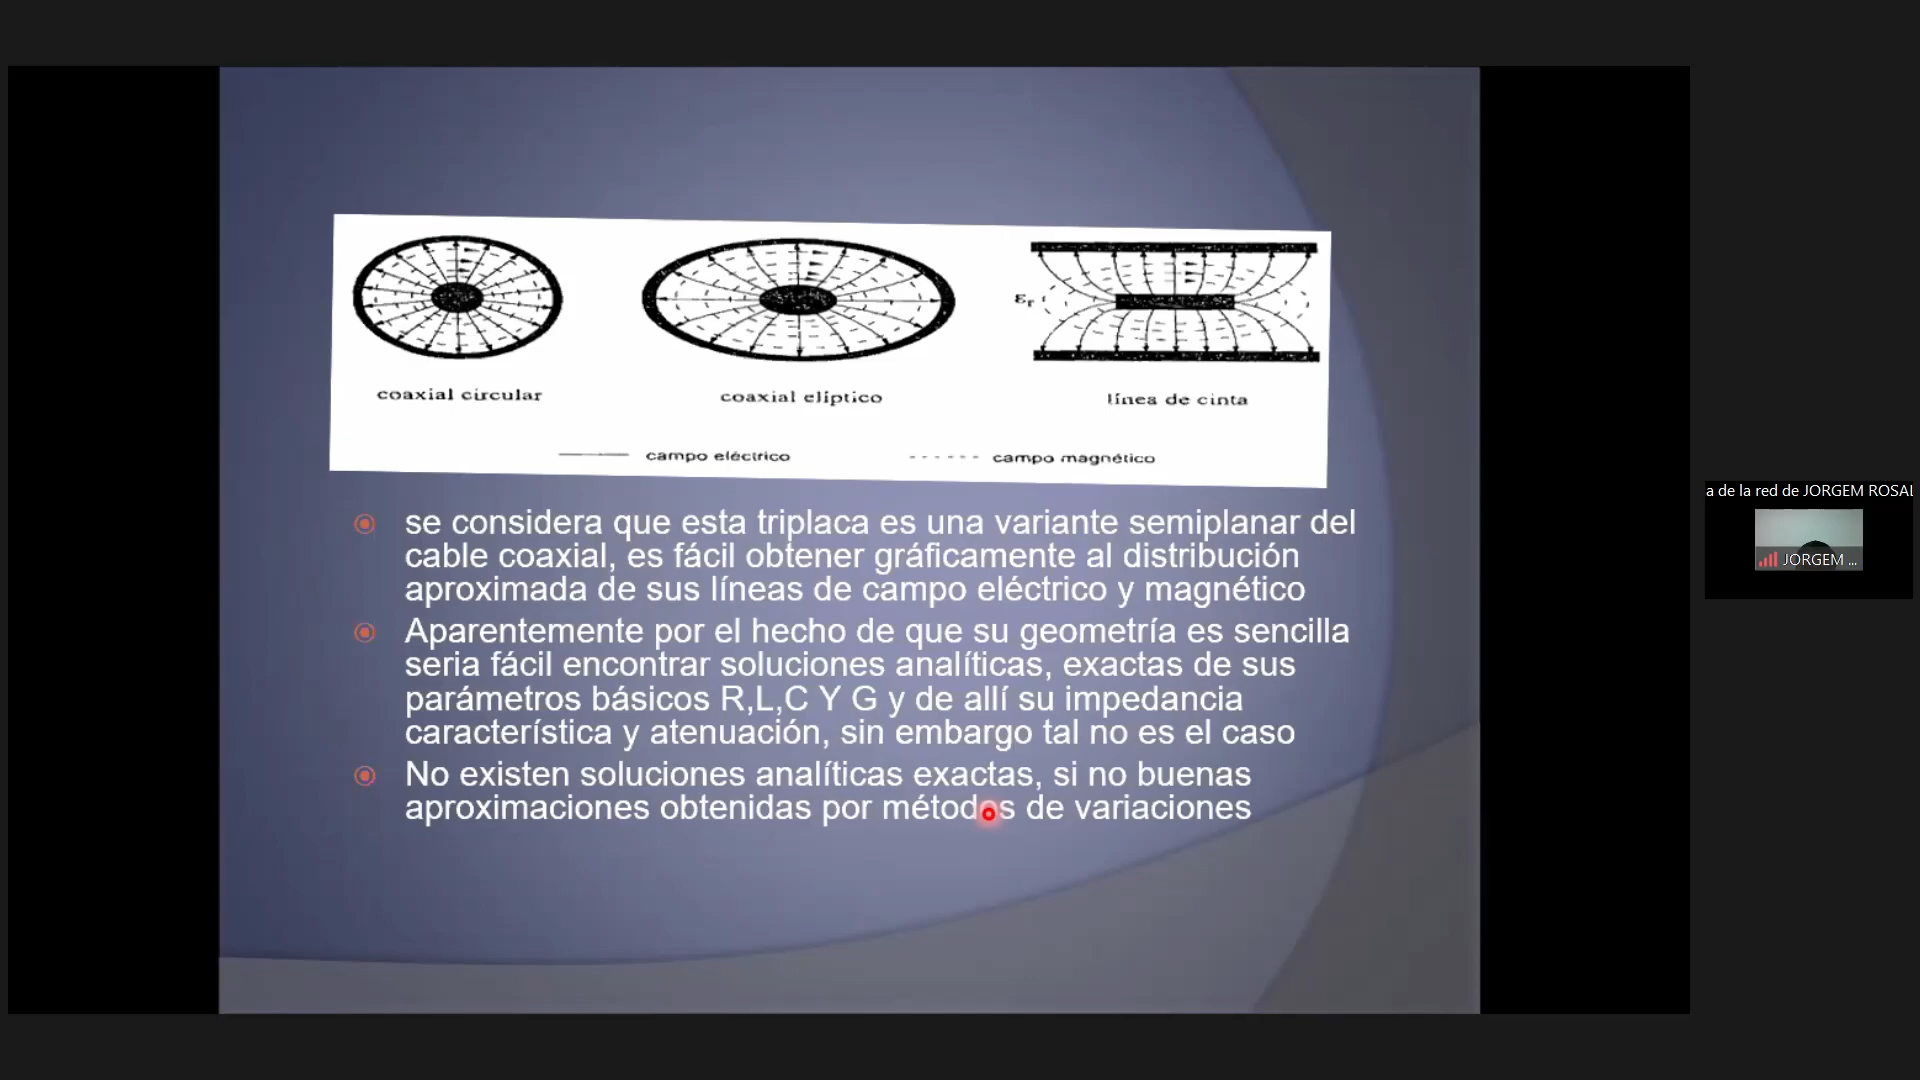 εr
coaxial circular
coaxial elíptico
línea de cinta
campo eléctrico
campo magnético
se considera que esta triplaca es una variante semiplanar del
cable coaxial, es fácil obtener gráficamente al distribución
aproximada de sus líneas de campo eléctrico y magnético
Aparentemente por el hecho de que su geometría es sencilla
seria fácil encontrar soluciones analíticas, exactas de sus
parámetros básicos R,L,C Y G y de allí su impedancia
característica y atenuación, sin embargo tal no es el caso
No existen soluciones analíticas exactas, si no buenas
aproximaciones obtenidas por métodos de variaciones
a de la red de JORGEM ROSAL
JORGEM ...